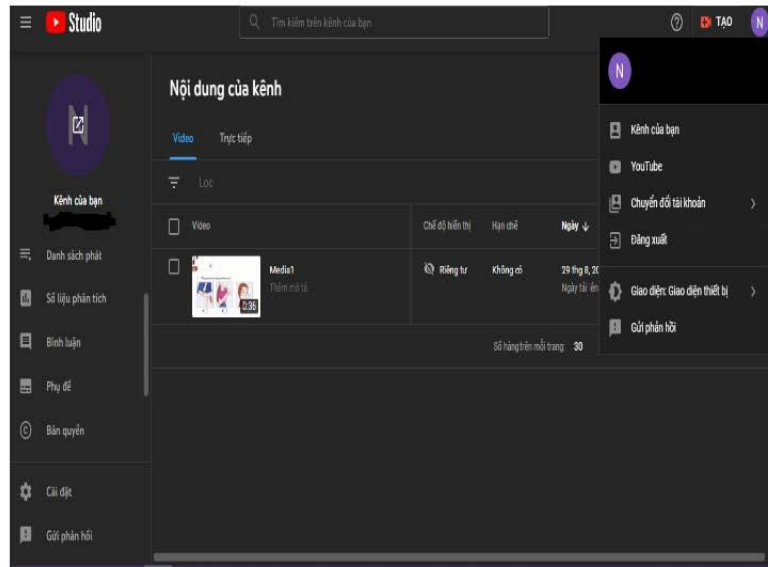 Studio
Tìm kiếm trên kênh của bạn
TẠO
N
N
N
Kênh của bạn
Danh sách phát
Số liệu phân tích
Bình luận
Phụ đề
Bản quyền
Cài đặt
Gửi phản hồi
Nội dung của kênh
Video Trực tiếp
Lọc
Video Chế độ hiển thị Hạn chế Ngày
0:36
Media1 Riêng tư Không có 29 thg 8, 20
Thêm mô tả Ngày tải lên
Số hàng trên mỗi trang: 30
Kênh của bạn
YouTube
Chuyển đổi tài khoản
Đăng xuất
Giao diện: Giao diện thiết bị
Gửi phản hồi